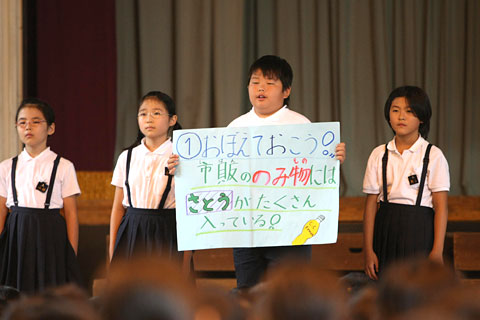 ①おぼえておこう!!
市販ののみ物には
さとうがたくさん
入っている!